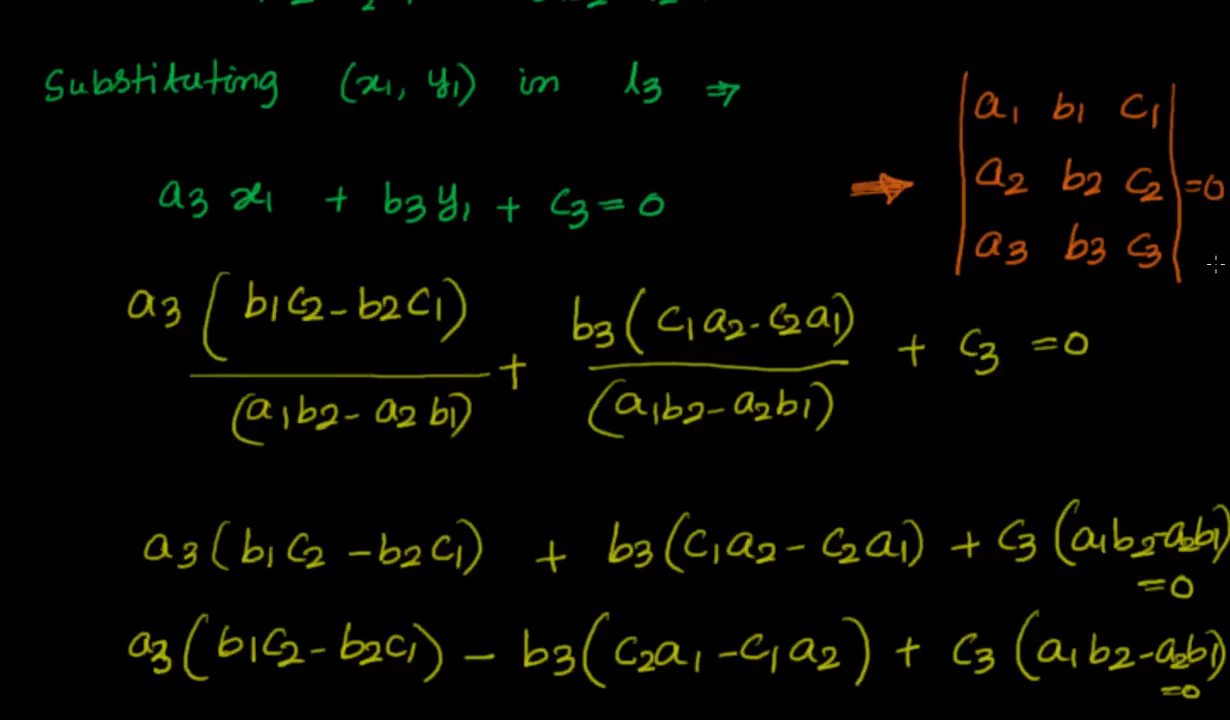 Substituting (x1, y1) in l3 ⇒
a3 x1 + b3 y1 + c3 = 0
⇒ | a1 b1 c1 |
| a2 b2 c2 | = 0
| a3 b3 c3 |
a3 (b1c2 - b2c1) / (a1b2 - a2b1) + b3 (c1a2 - c2a1) / (a1b2 - a2b1) + c3 = 0
a3 (b1c2 - b2c1) + b3 (c1a2 - c2a1) + c3 (a1b2 - a2b1)
= 0
a3 (b1c2 - b2c1) - b3 (c2a1 - c1a2) + c3 (a1b2 - a2b1)
= 0